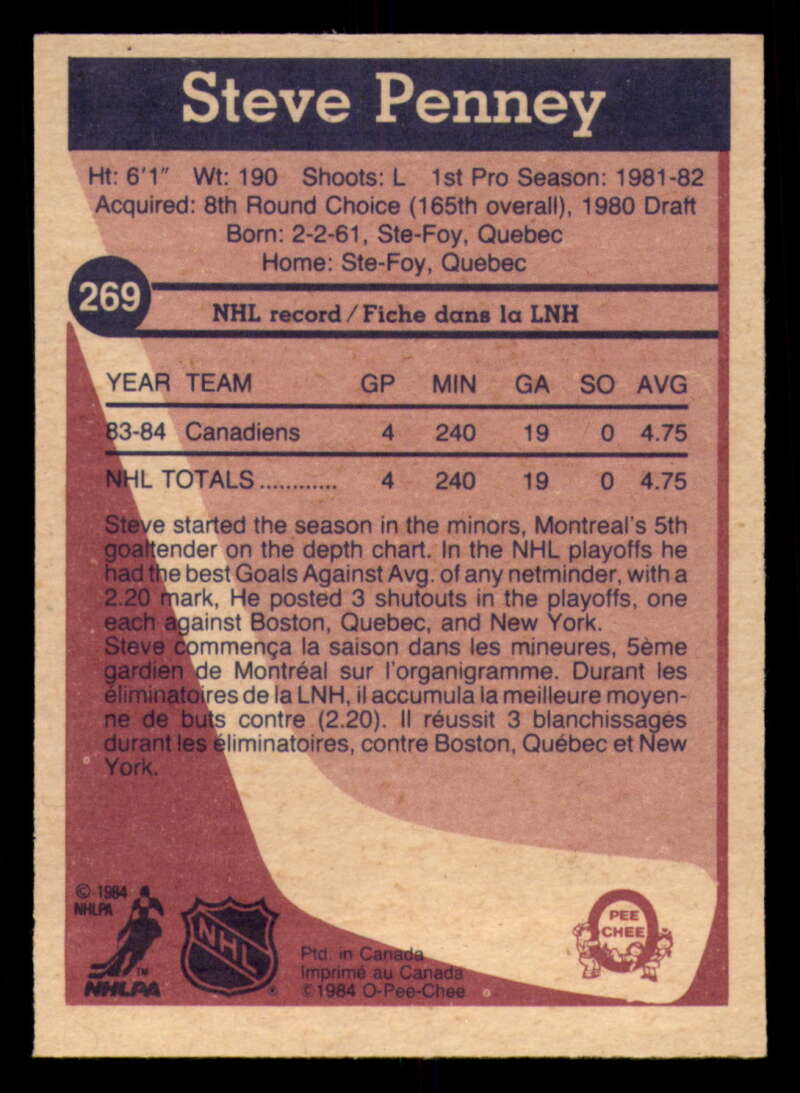 Steve Penney
Ht: 6'1" Wt: 190 Shoots: L 1st Pro Season: 1981-82
Acquired: 8th Round Choice (165th overall), 1980 Draft
Born: 2-2-61, Ste-Foy, Quebec
Home: Ste-Foy, Quebec
269
NHL record/Fiche dans la LNH
YEAR TEAM GP MIN GA SO AVG
83-84 Canadiens 4 240 19 0 4.75
NHL TOTALS ............ 4 240 19 0 4.75
Steve started the season in the minors, Montreal's 5th
goaltender on the depth chart. In the NHL playoffs he
had the best Goals Against Avg. of any netminder, with a
2.20 mark, He posted 3 shutouts in the playoffs, one
each against Boston, Quebec, and New York.
Steve commença la saison dans les mineures, 5ème
gardien de Montréal sur l'organigramme. Durant les
éliminatoires de la LNH, il accumula la meilleure moyen-
ne de buts contre (2.20). Il réussit 3 blanchissages
durant les éliminatoires, contre Boston, Québec et New
York.
© 1984
NHLPA
TM
NHLPA
NHL
®
Ptd. in Canada
Imprimé au Canada
©1984 O-Pee-Chee
PEE
CHEE